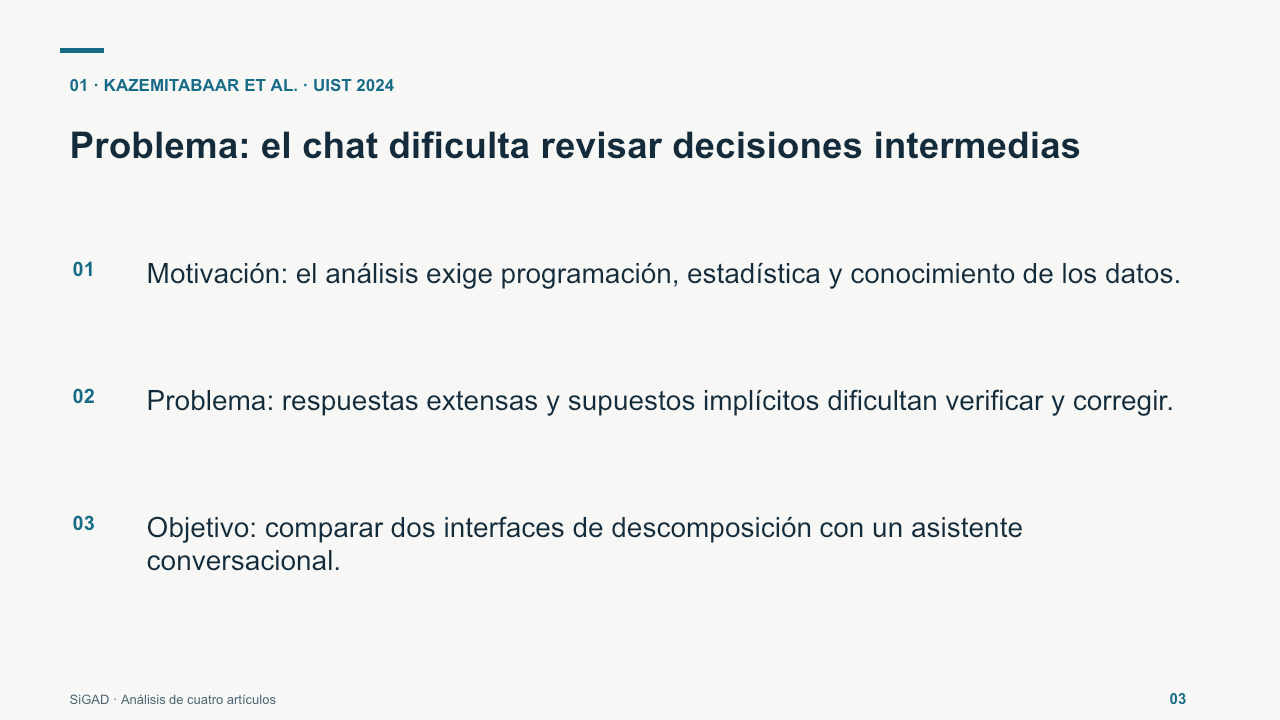 01 · KAZEMITABAAR ET AL. · UIST 2024
Problema: el chat dificulta revisar decisiones intermedias
01
Motivación: el análisis exige programación, estadística y conocimiento de los datos.
02
Problema: respuestas extensas y supuestos implícitos dificultan verificar y corregir.
03
Objetivo: comparar dos interfaces de descomposición con un asistente
conversacional.
SiGAD · Análisis de cuatro artículos
03